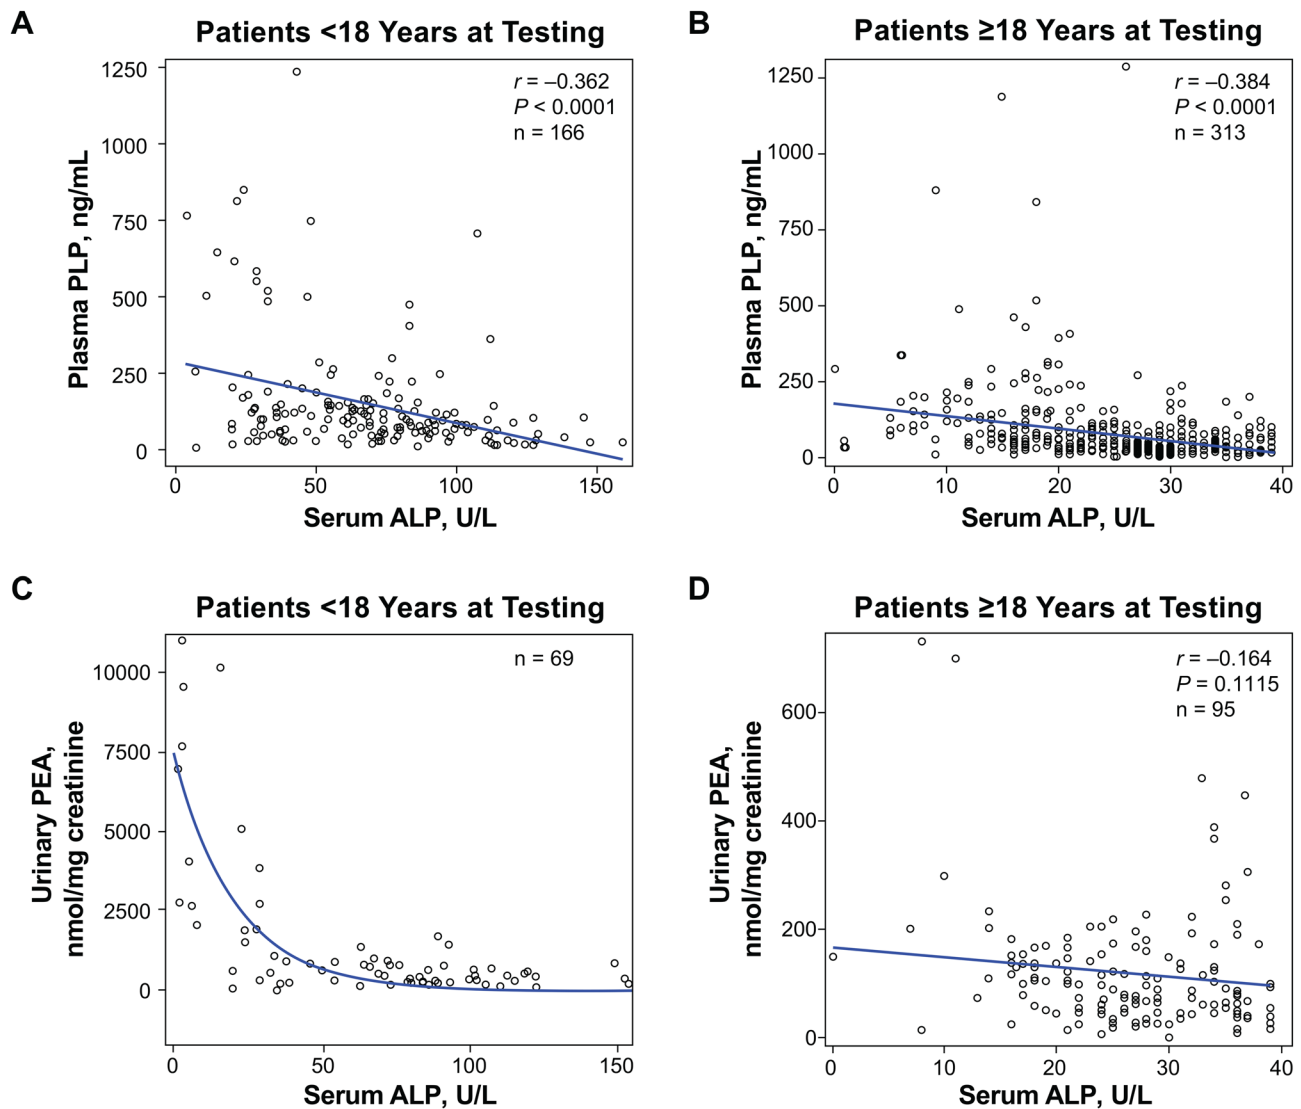 A
Patients <18 Years at Testing
r = –0.362
P < 0.0001
n = 166
Plasma PLP, ng/mL
1250
1000
750
500
250
0
0 50 100 150
Serum ALP, U/L
B
Patients ≥18 Years at Testing
r = –0.384
P < 0.0001
n = 313
Plasma PLP, ng/mL
1250
1000
750
500
250
0
0 10 20 30 40
Serum ALP, U/L
C
Patients <18 Years at Testing
n = 69
Urinary PEA,
nmol/mg creatinine
10000
7500
5000
2500
0
0 50 100 150
Serum ALP, U/L
D
Patients ≥18 Years at Testing
r = –0.164
P = 0.1115
n = 95
Urinary PEA,
nmol/mg creatinine
600
400
200
0
0 10 20 30 40
Serum ALP, U/L